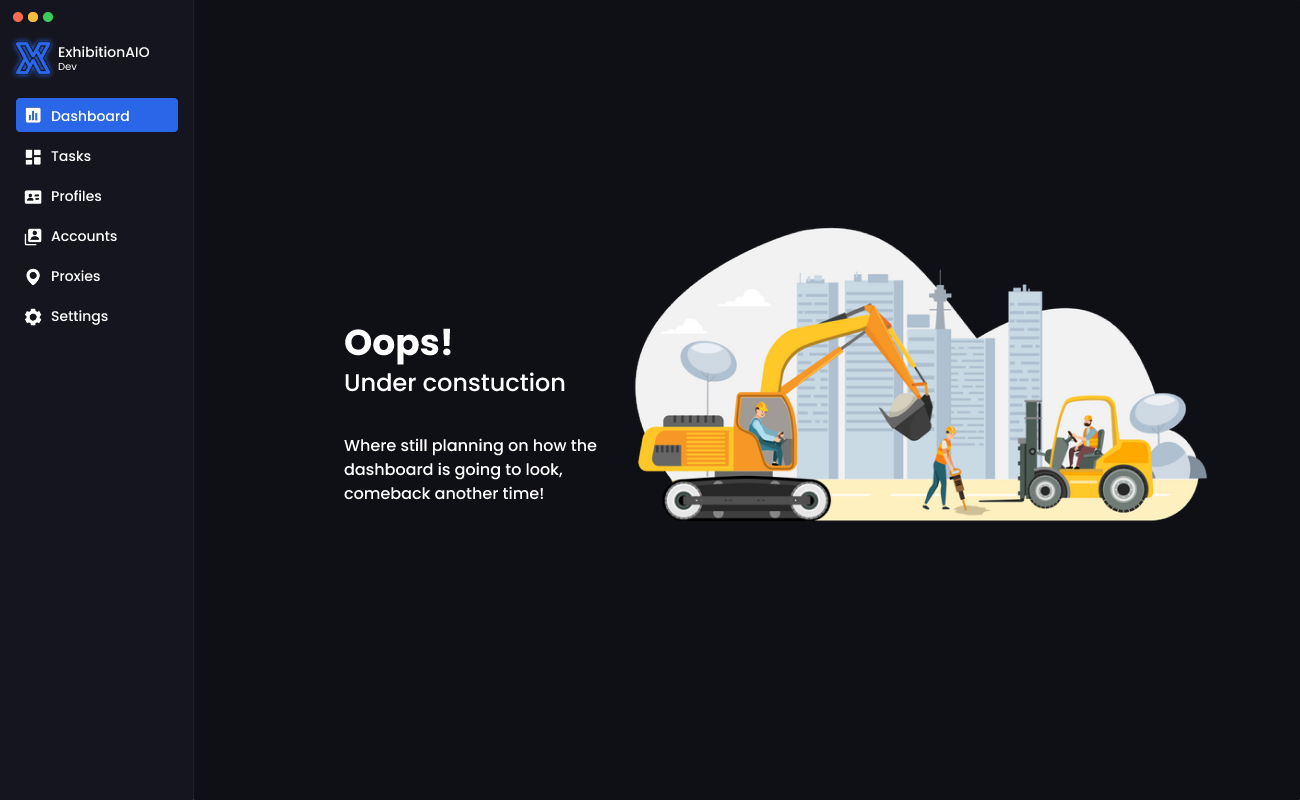 ExhibitionAIO
Dev
Dashboard
Tasks
Profiles
Accounts
Proxies
Settings
Oops!
Under constuction
Where still planning on how the
dashboard is going to look,
comeback another time!